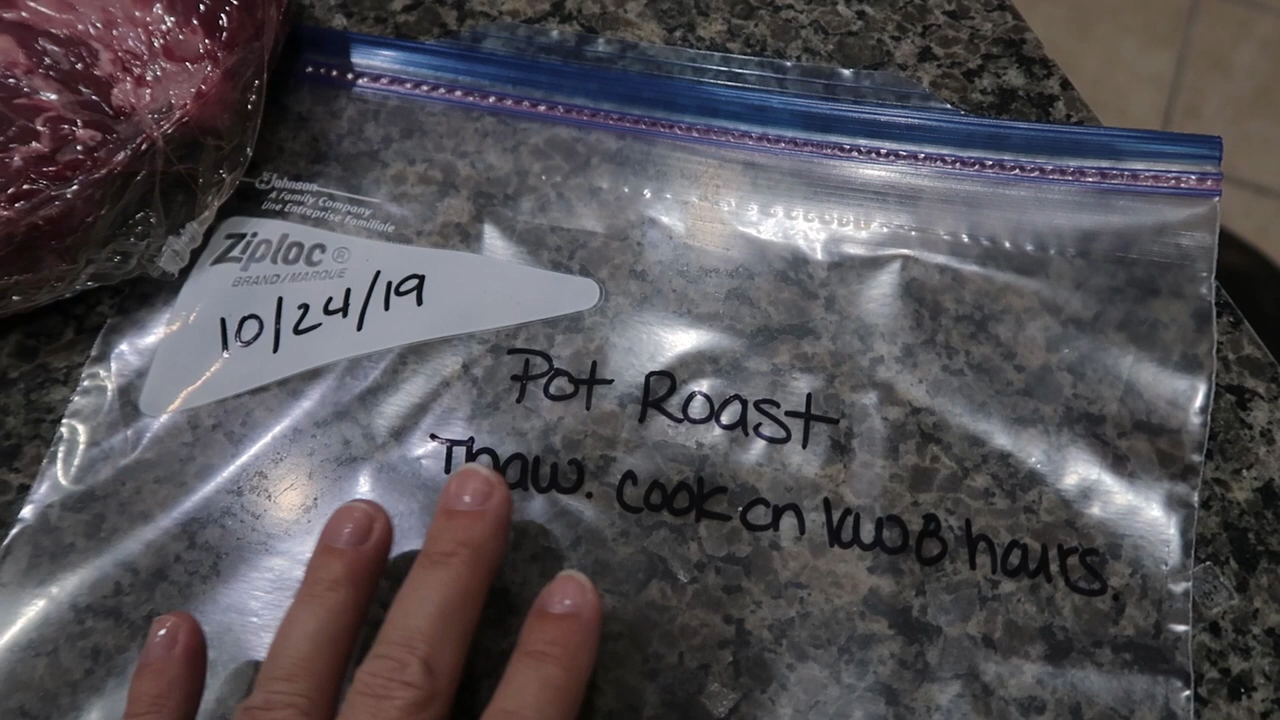 Johnson
A Family Company
Une Entreprise Familiale
Ziploc®
BRAND/MARQUE
10/24/19
Pot Roast
Thaw. cook on low 8 hours.